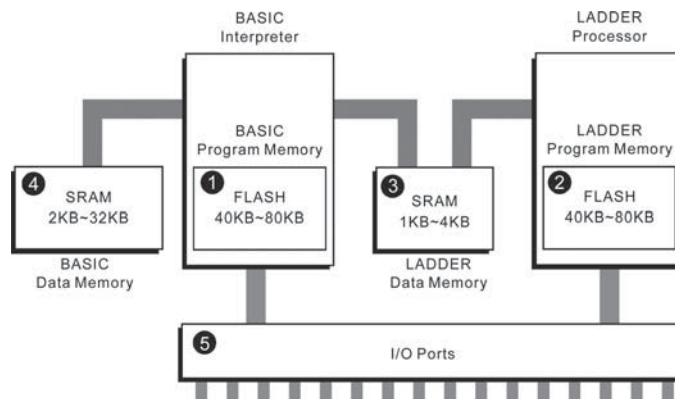 BASIC
Interpreter
LADDER
Processor
BASIC
Program Memory
LADDER
Program Memory
4
SRAM
2KB~32KB
1
FLASH
40KB~80KB
3
SRAM
1KB~4KB
2
FLASH
40KB~80KB
BASIC
Data Memory
LADDER
Data Memory
5
I/O Ports